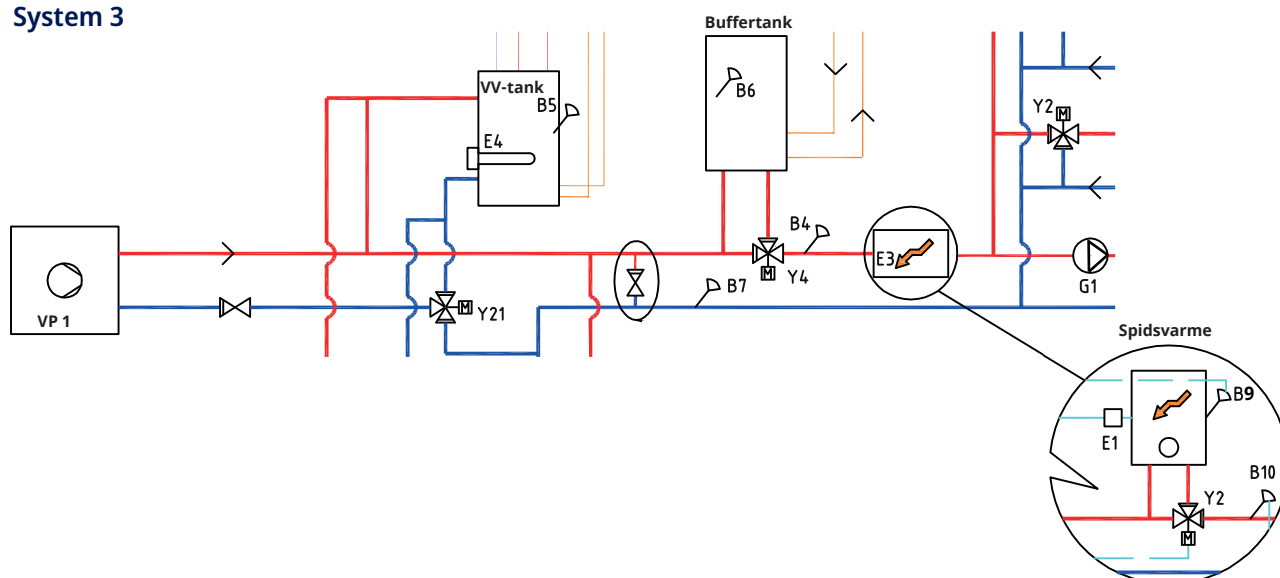 System 3
Buffertank
VV-tank
B5
B6
Y2
M
E4
B4
E3
G1
M
Y4
B7
VP 1
M
Y21
Spidsvarme
B9
E1
B10
Y2
M